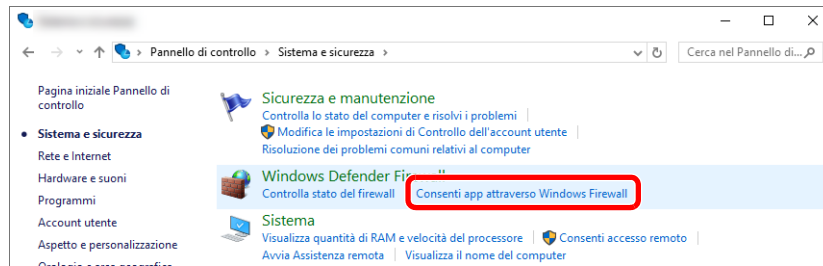 Pannello di controllo > Sistema e sicurezza >
Cerca nel Pannello di...
Pagina iniziale Pannello di
controllo
Sistema e sicurezza
Rete e Internet
Hardware e suoni
Programmi
Account utente
Aspetto e personalizzazione
Sicurezza e manutenzione
Controlla lo stato del computer e risolvi i problemi
Modifica le impostazioni di Controllo dell'account utente
Risoluzione dei problemi comuni relativi al computer
Windows Defender Firewall
Controlla stato del firewall
Consenti app attraverso Windows Firewall
Sistema
Visualizza quantità di RAM e velocità del processore
Consenti accesso remoto
Avvia Assistenza remota
Visualizza il nome del computer